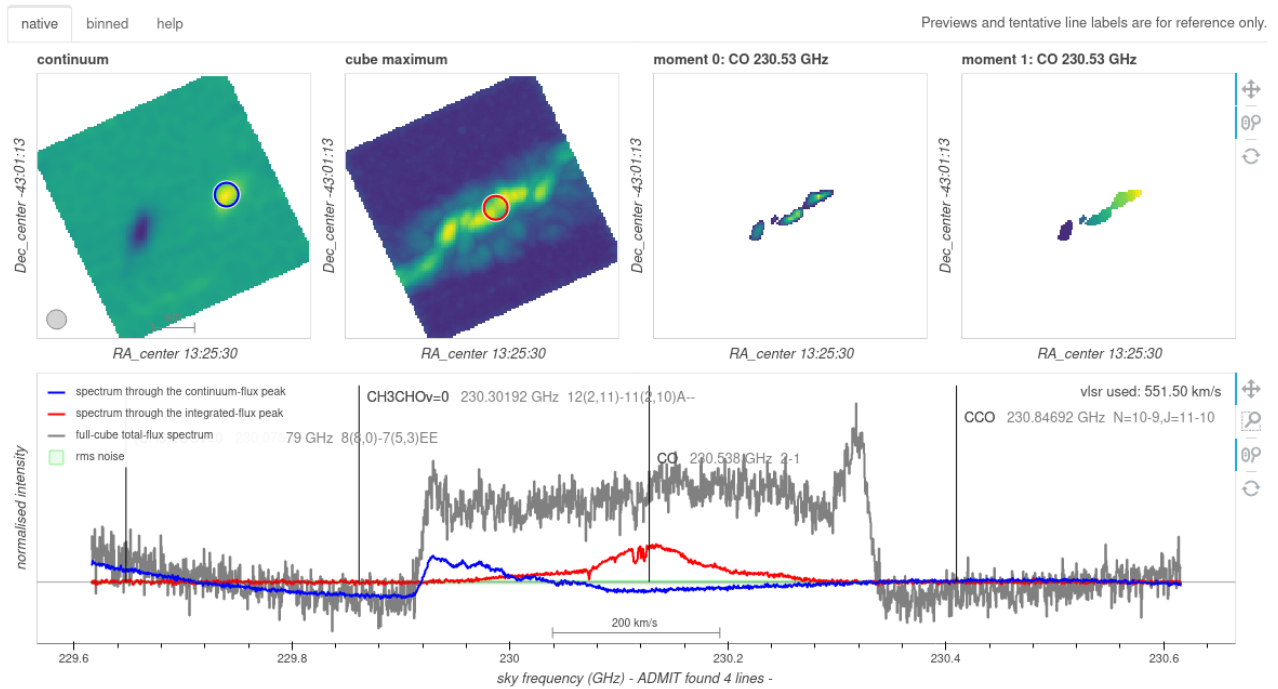 native binned help
Previews and tentative line labels are for reference only.
continuum
cube maximum
moment 0: CO 230.53 GHz
moment 1: CO 230.53 GHz
Dec_center -43:01:13
Dec_center -43:01:13
Dec_center -43:01:13
Dec_center -43:01:13
RA_center 13:25:30
RA_center 13:25:30
RA_center 13:25:30
RA_center 13:25:30
spectrum through the continuum-flux peak
spectrum through the integrated-flux peak
full-cube total-flux spectrum
rms noise
CH3CHOv=0 230.30192 GHz 12(2,11)-11(2,10)A--
79 GHz 8(8,0)-7(5,3)EE
CO 230.538 GHz 2-1
vlsr used: 551.50 km/s
CCO 230.84692 GHz N=10-9,J=11-10
normalised intensity
200 km/s
229.6 229.8 230 230.2 230.4 230.6
sky frequency (GHz) - ADMIT found 4 lines -